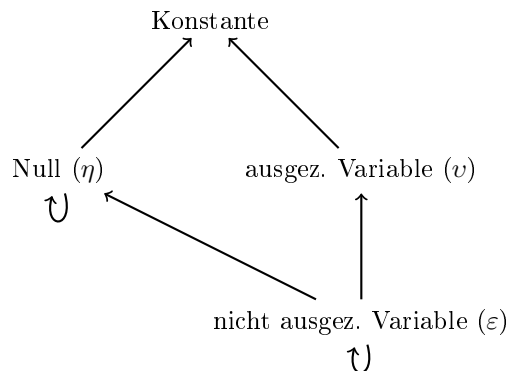 Konstante
Null (η)
ausgez. Variable (υ)
nicht ausgez. Variable (ε)